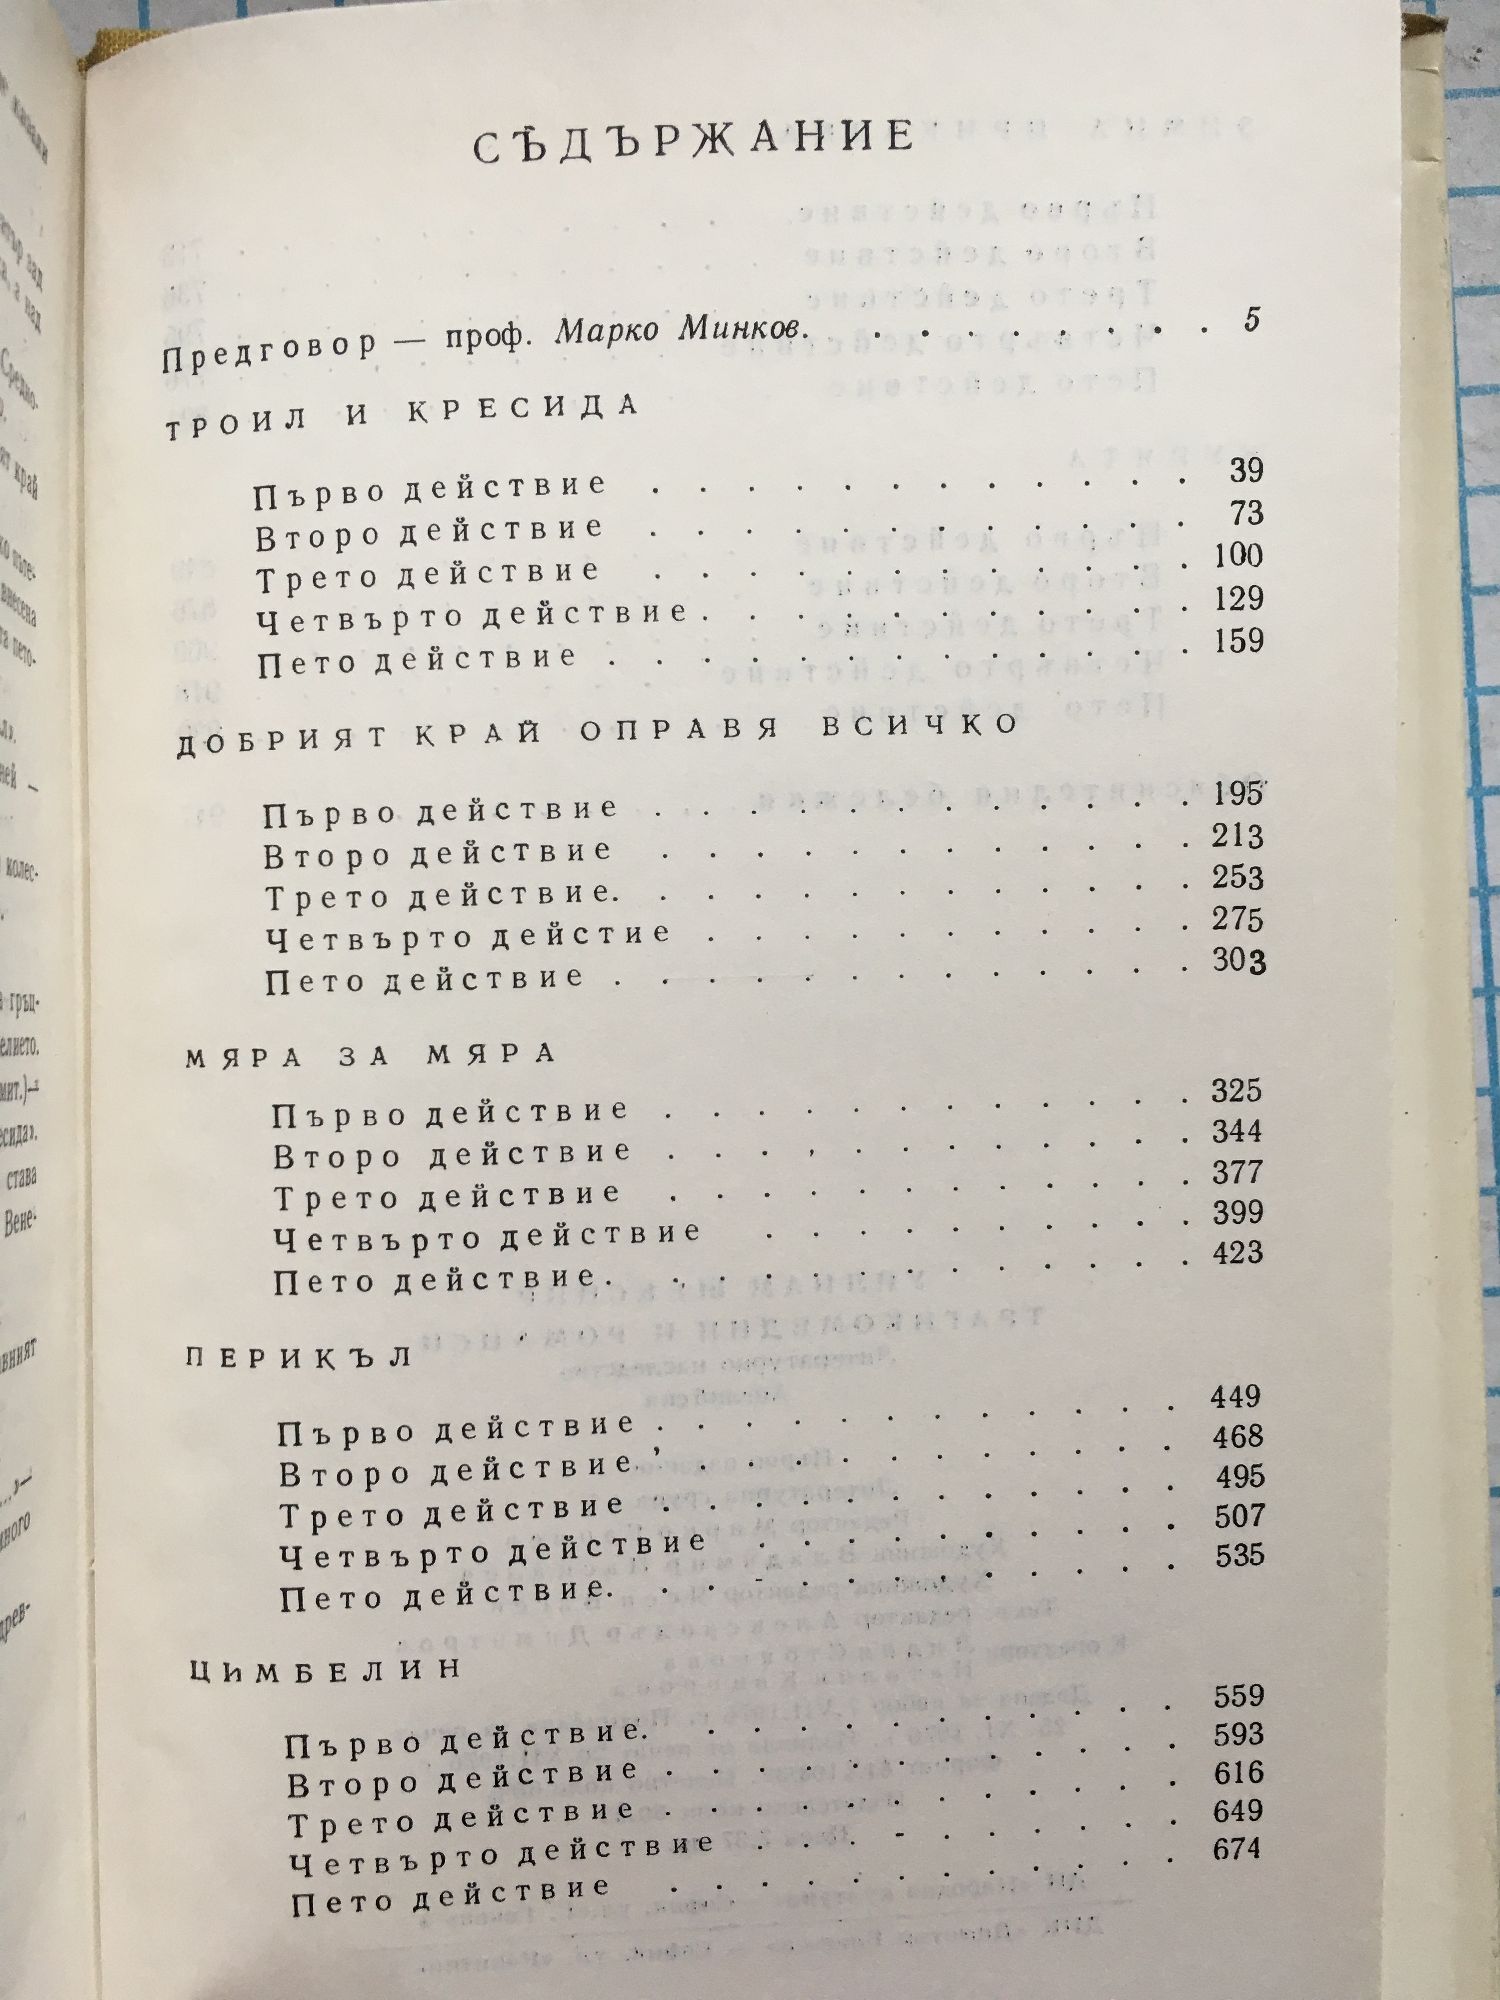 СЪДЪРЖАНИЕ
Предговор — проф. Марко Минков. . . . . . . . . 5
ТРОИЛ И КРЕСИДА
Първо действие . . . . . . . . . . . . 39
Второ действие . . . . . . . . . . . . 73
Трето действие . . . . . . . . . . . . 100
Четвърто действие . . . . . . . . . . . 129
Пето действие . . . . . . . . . . . . . 159
ДОБРИЯТ КРАЙ ОПРАВЯ ВСИЧКО
Първо действие . . . . . . . . . . . . 195
Второ действие . . . . . . . . . . . . 213
Трето действие. . . . . . . . . . . . . 253
Четвърто действие . . . . . . . . . . . 275
Пето действие . . . . . . . . . . . . . 303
МЯРА ЗА МЯРА
Първо действие . . . . . . . . . . . . 325
Второ действие . . . . . . . . . . . . 344
Трето действие . . . . . . . . . . . . 377
Четвърто действие . . . . . . . . . . 399
Пето действие. . . . . . . . . . . . . 423
ПЕРИКЪЛ
Първо действие . . . . . . . . . . . . 449
Второ действие . . . . . . . . . . . . 468
Трето действие . . . . . . . . . . . . 495
Четвърто действие . . . . . . . . . . 507
Пето действие. . . . . . . . . . . . . 535
ЦИМБЕЛИН
Първо действие. . . . . . . . . . . . 559
Второ действие . . . . . . . . . . . . 593
Трето действие . . . . . . . . . . . . 616
Четвърто действие . . . . . . . . . . 649
Пето действие . . . . . . . . . . . . 674